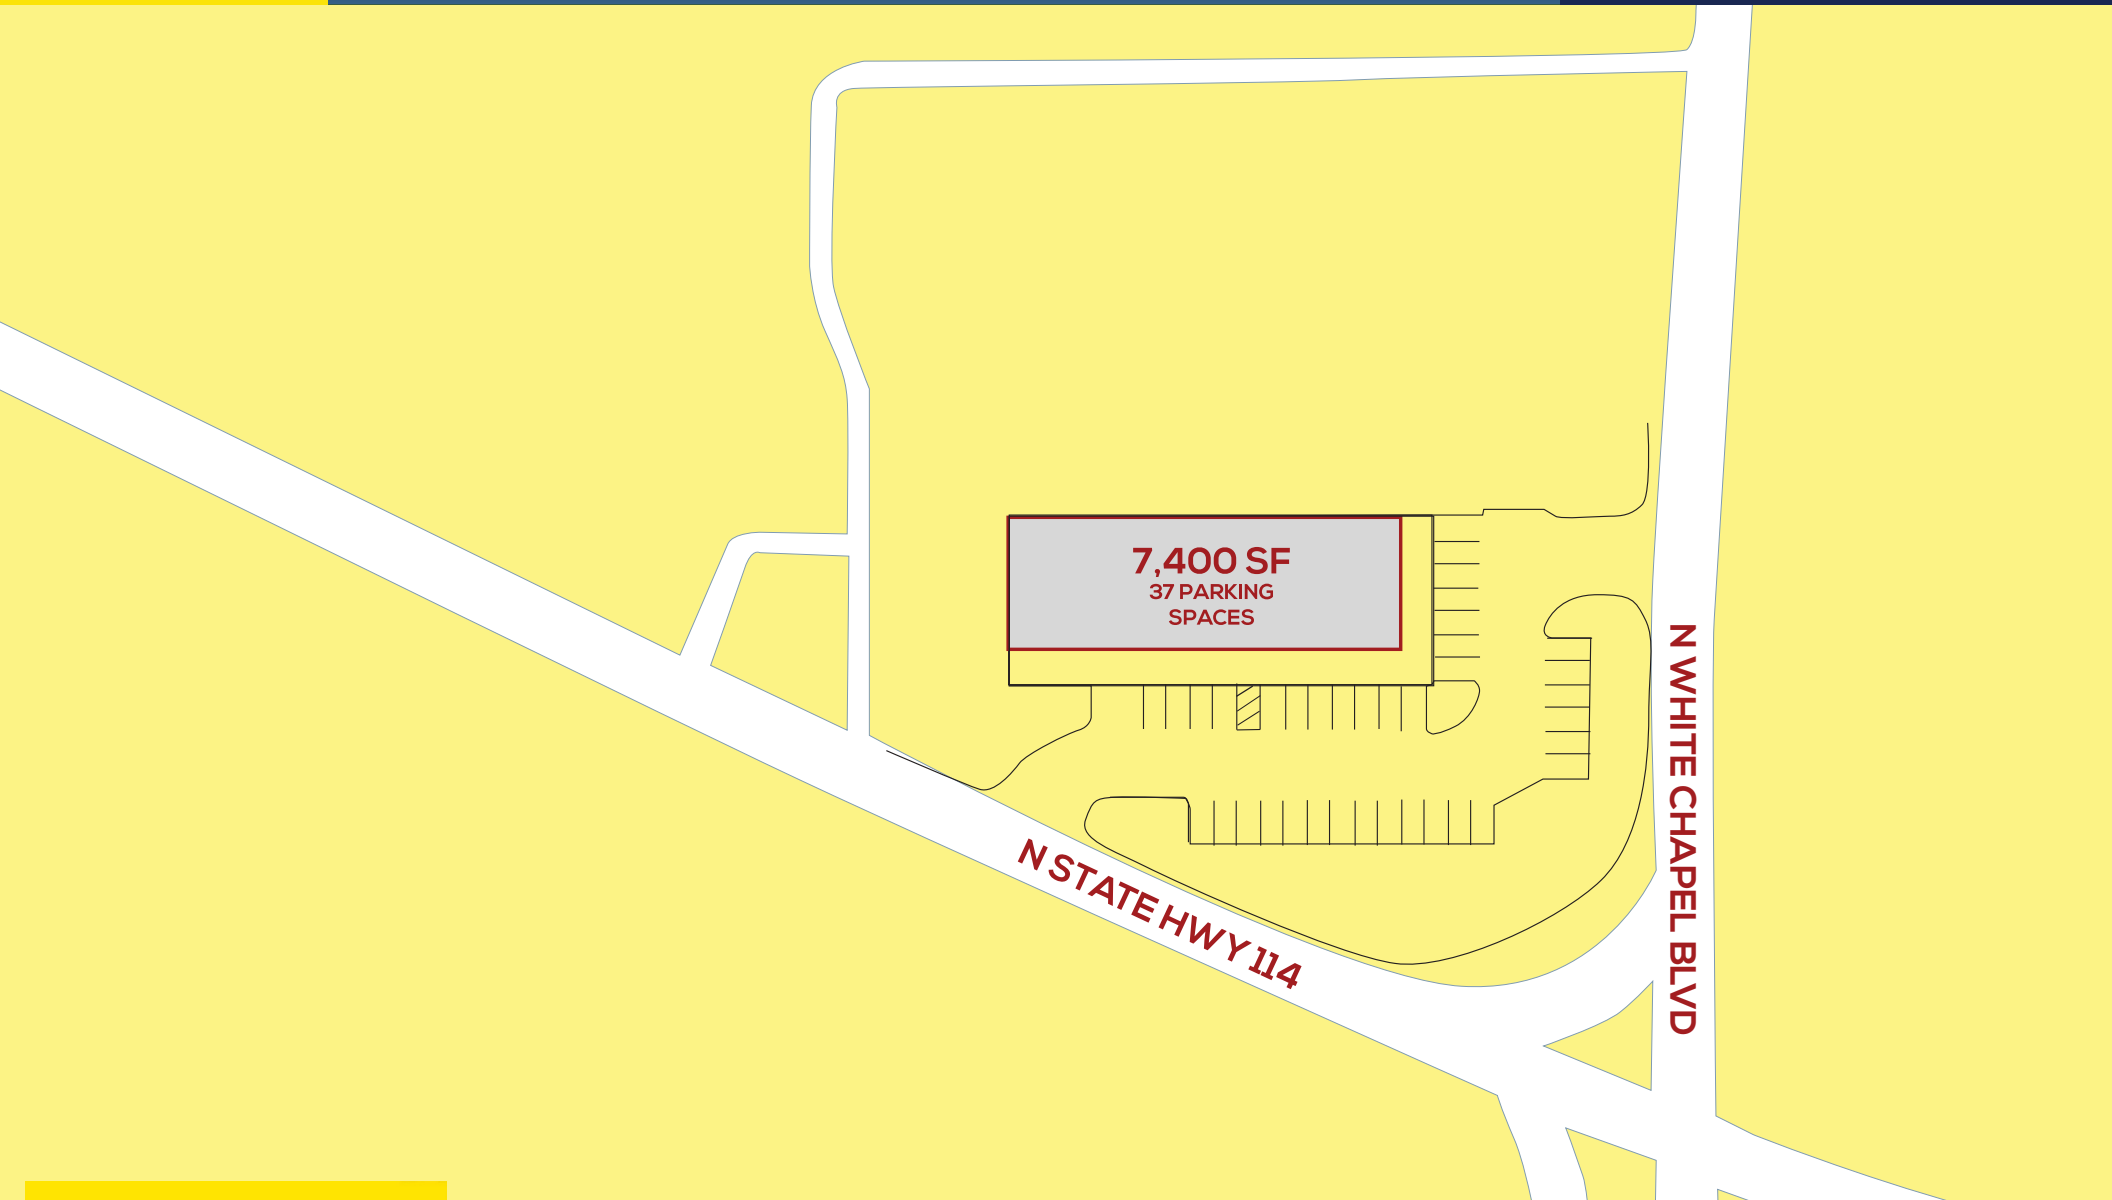 7,400 SF
37 PARKING
SPACES
N WHITE CHAPEL BLVD
N STATE HWY 114